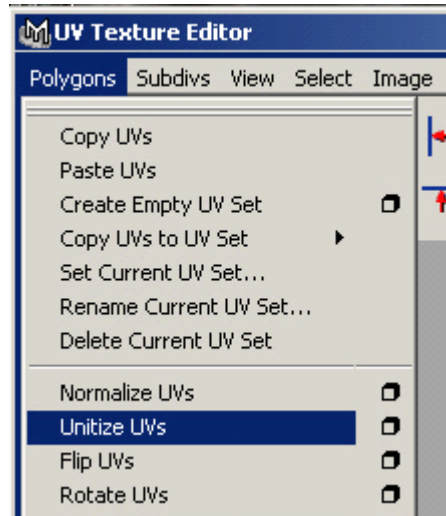 UV Texture Editor
Polygons Subdivs View Select Image
Copy UVs
Paste UVs
Create Empty UV Set
Copy UVs to UV Set
Set Current UV Set...
Rename Current UV Set...
Delete Current UV Set
Normalize UVs
Unitize UVs
Flip UVs
Rotate UVs